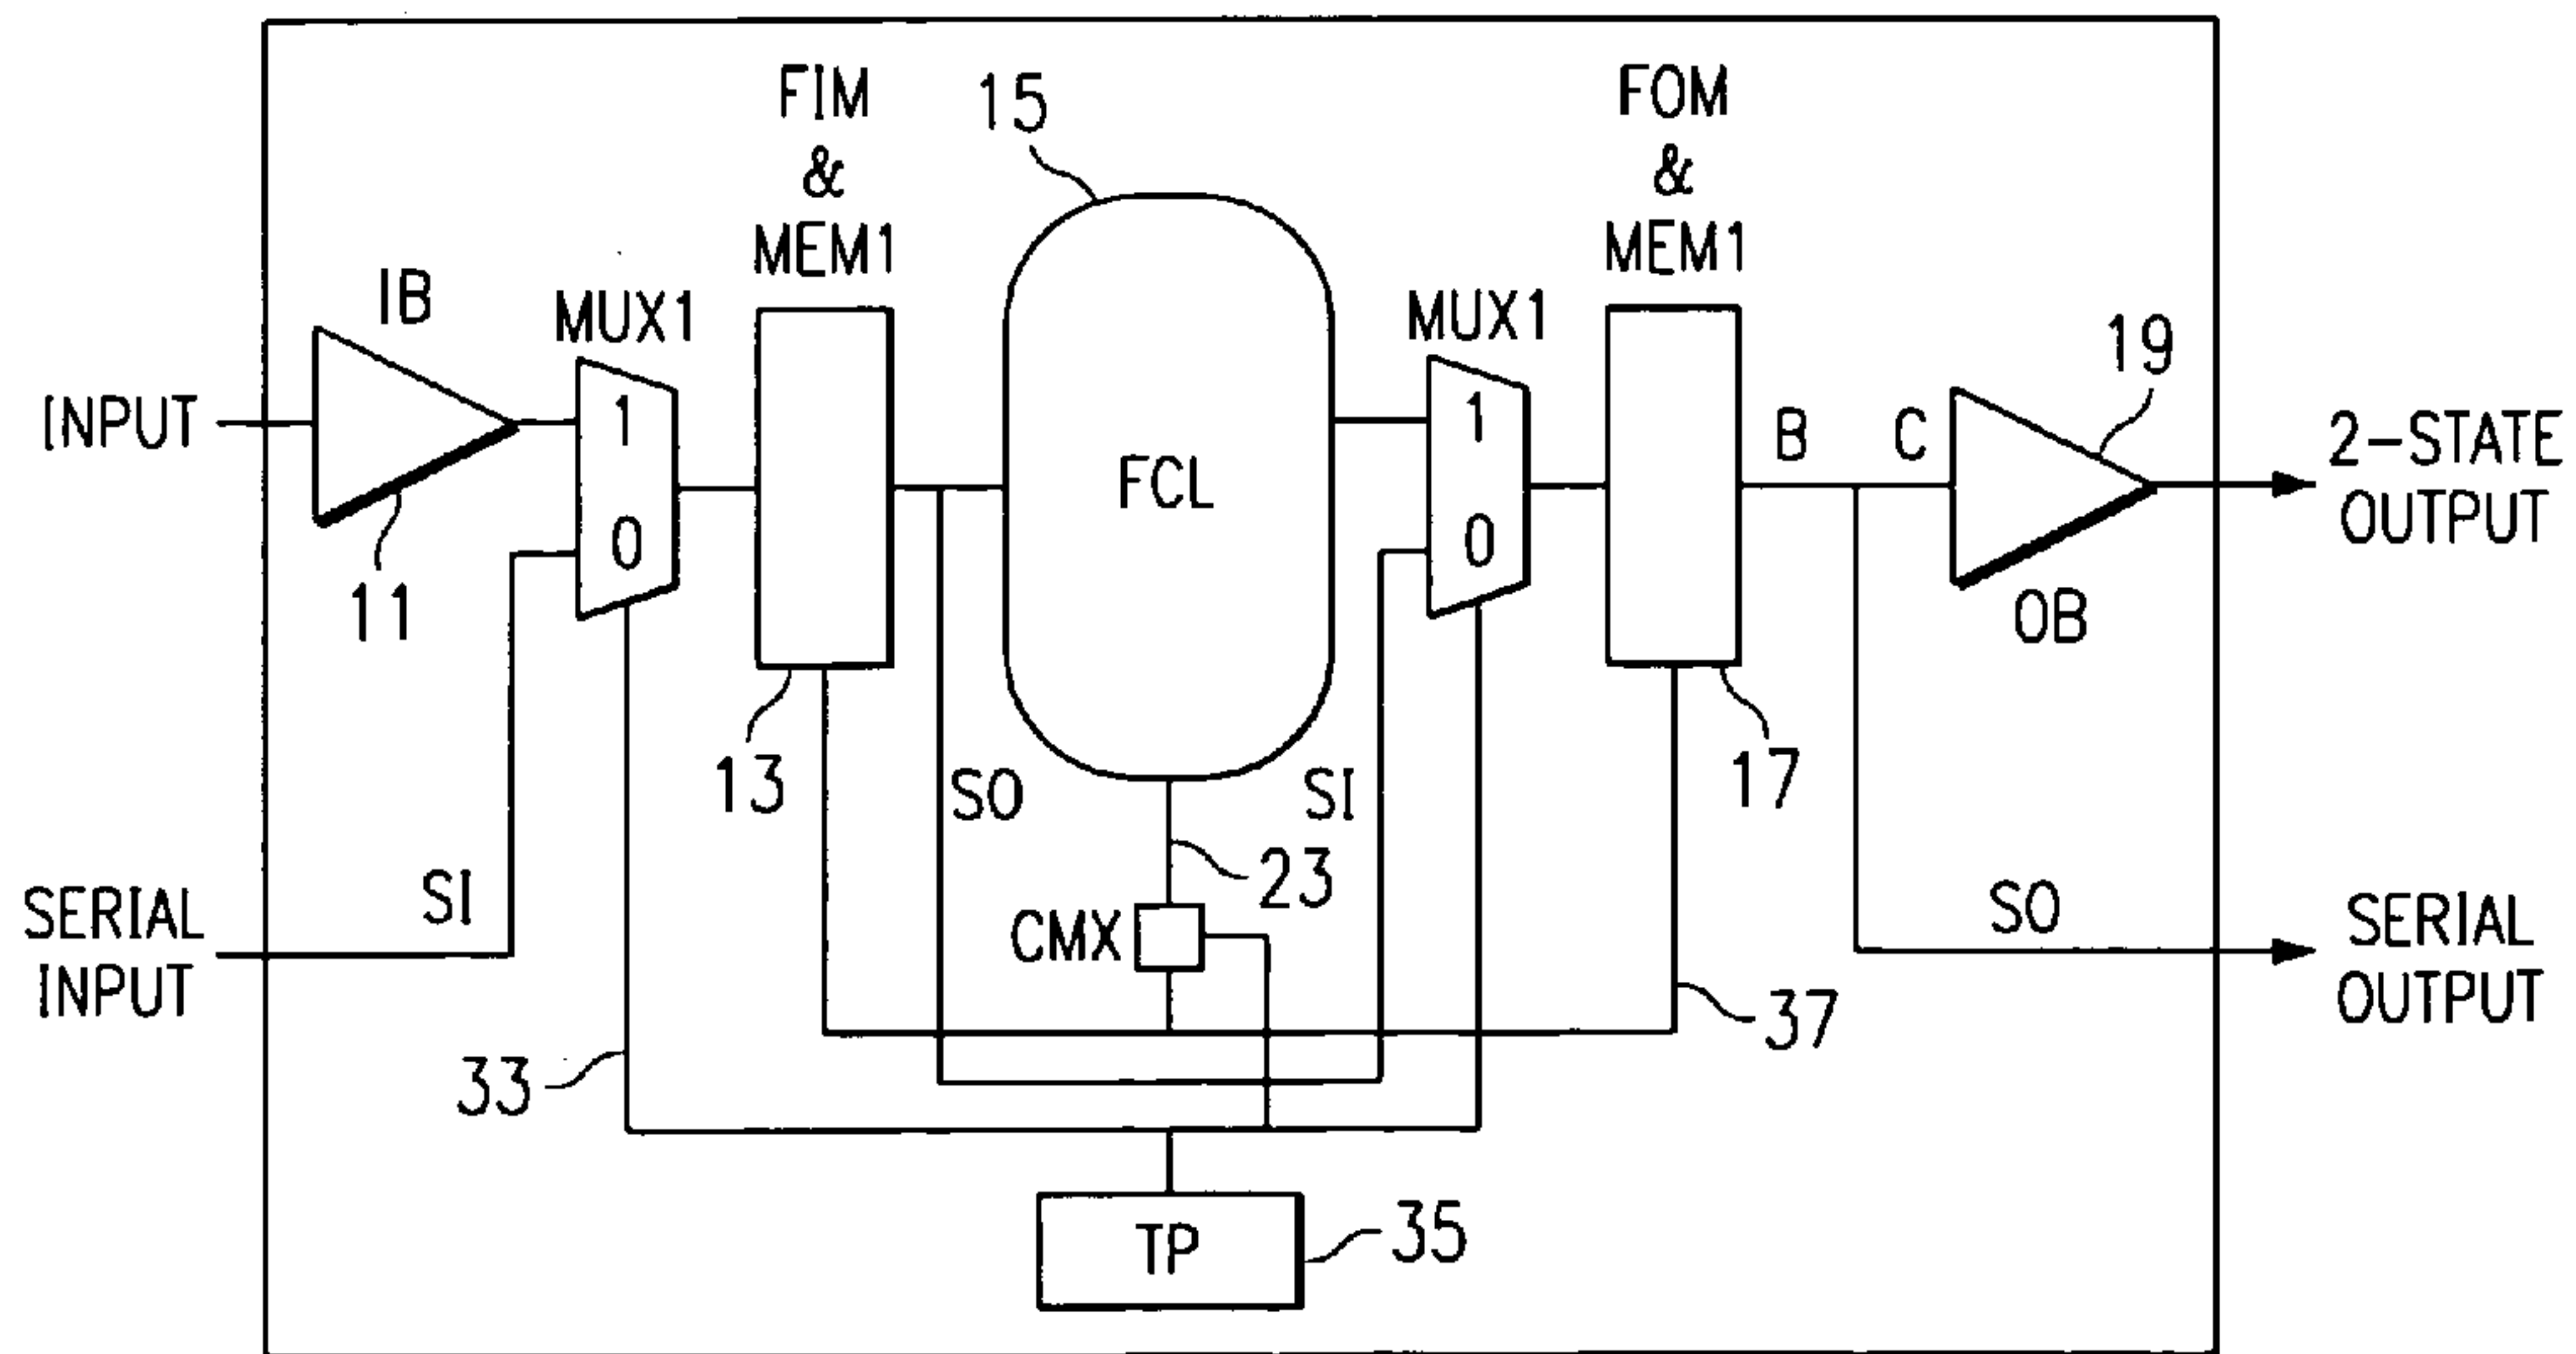 FIM
&
MEM1
15
FOM
&
MEM1
IB
MUX1
MUX1
19
INPUT
1
0
FCL
1
0
B
C
2-STATE
OUTPUT
11
OB
13
SO
SI
17
23
SERIAL
INPUT
SI
CMX
SO
SERIAL
OUTPUT
37
33
TP
35